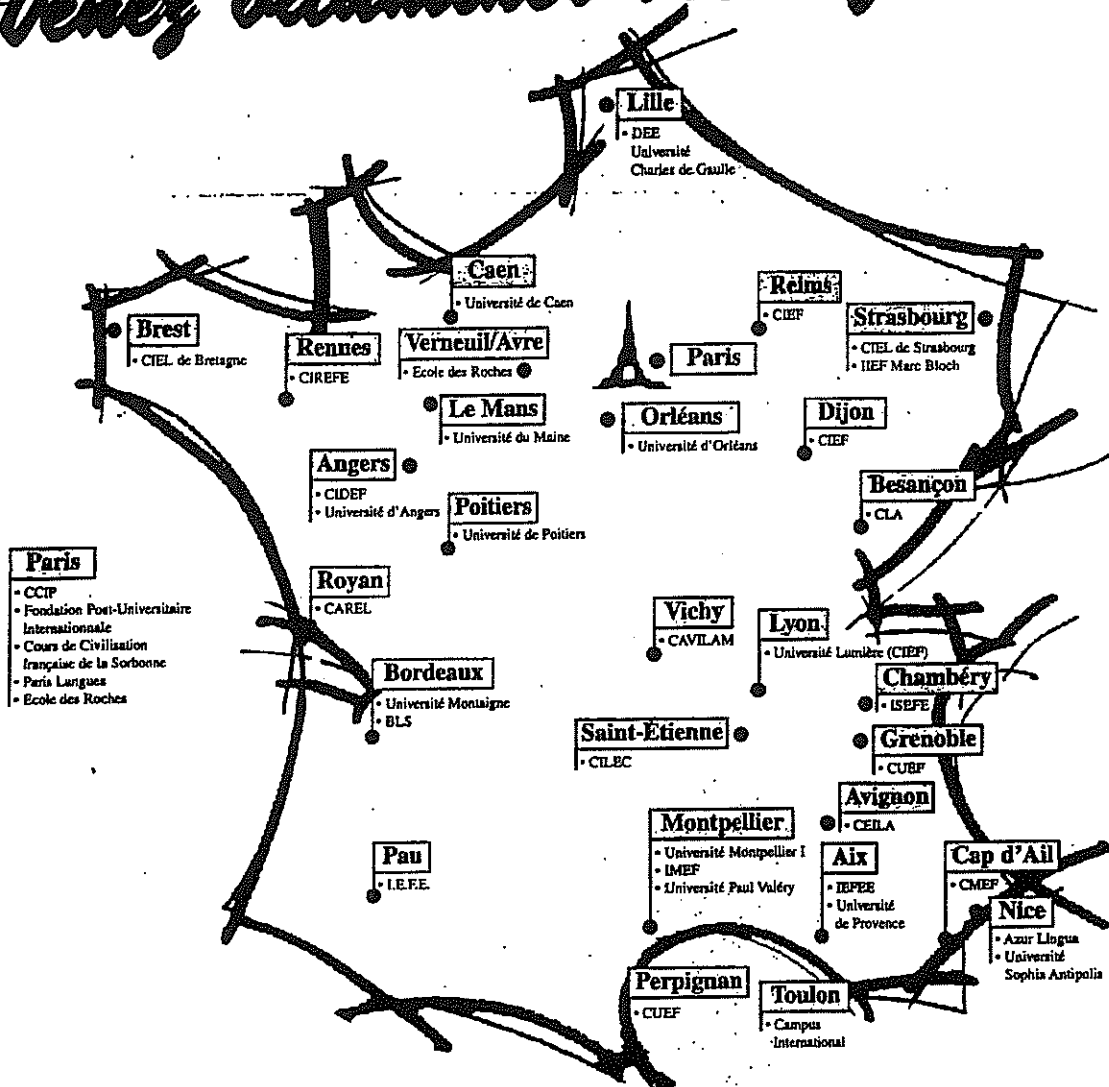 Venez
Lille
• DEE
Université
Charles de Gaulle
Caen
• Université de Caen
Reims
• CIEF
Strasbourg
• CIEL de Strasbourg
• IIEF Marc Bloch
Brest
• CIEL de Bretagne
Rennes
• CIREFE
Verneuil/Avre
• Ecole des Roches
Paris
Le Mans
• Université du Maine
Orléans
• Université d'Orléans
Dijon
• CIEF
Angers
• CIDEF
• Université d'Angers
Poitiers
• Université de Poitiers
Besançon
• CLA
Paris
• CCIP
• Fondation Post-Universitaire
Internationnale
• Cours de Civilisation
française de la Sorbonne
• Paris Langues
• Ecole des Roches
Royan
• CAREL
Vichy
• CAVILAM
Lyon
• Université Lumière (CIEF)
Bordeaux
• Université Montaigne
• BLS
Chambéry
• ISEFE
Saint-Étienne
• CILEC
Grenoble
• CUEF
Avignon
• CEILA
Montpellier
• Université Montpellier I
• IMEF
• Université Paul Valéry
Aix
• IEFEE
• Université
de Provence
Cap d'Ail
• CMEF
Pau
• I.E.F.E.
Nice
• Azur Lingua
• Université
Sophia Antipolis
Perpignan
• CUEF
Toulon
• Campus
International